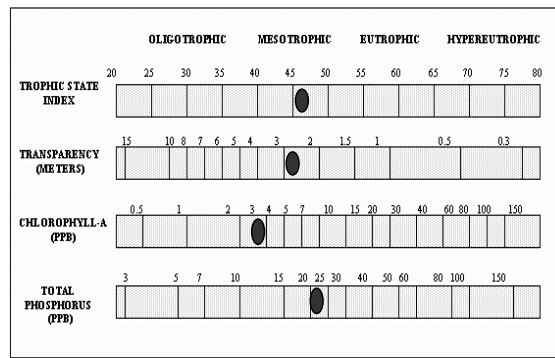 OLIGOTROPHIC MESOTROPHIC EUTROPHIC HYPEREUTROPHIC
20 25 30 35 40 45 50 55 60 65 70 75 80
TROPHIC STATE
INDEX
15 10 8 7 6 5 4 3 2 1.5 1 0.5 0.3
TRANSPARENCY
(METERS)
0.5 1 2 3 4 5 7 10 15 20 30 40 60 80 100 150
CHLOROPHYLL-A
(PPB)
3 5 7 10 15 20 25 30 40 50 60 80 100 150
TOTAL
PHOSPHORUS
(PPB)